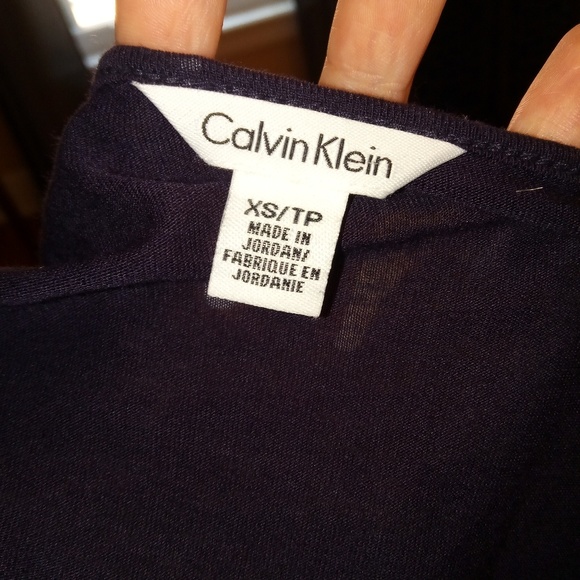 Calvin Klein
XS/TP
MADE IN
JORDAN/
FABRIQUE EN
JORDANIE